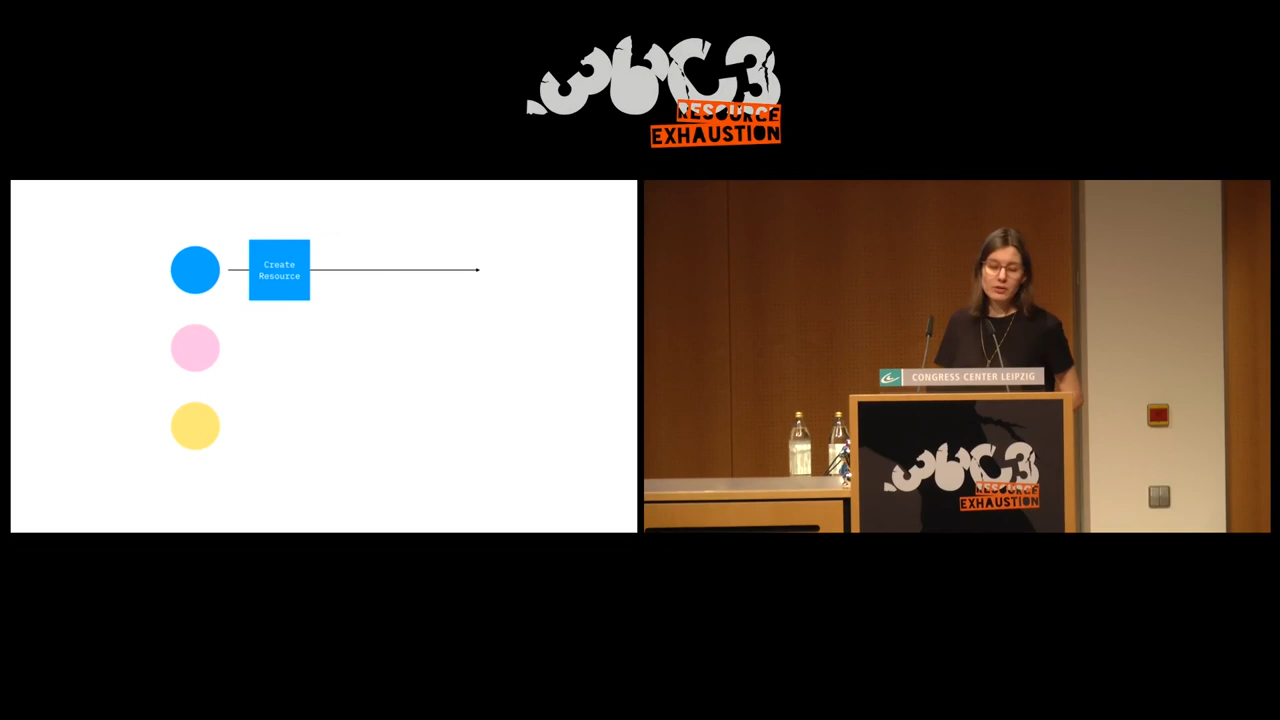 36C3
RESOURCE
EXHAUSTION
Create
Resource
CONGRESS CENTER LEIPZIG
36C3
RESOURCE
EXHAUSTION